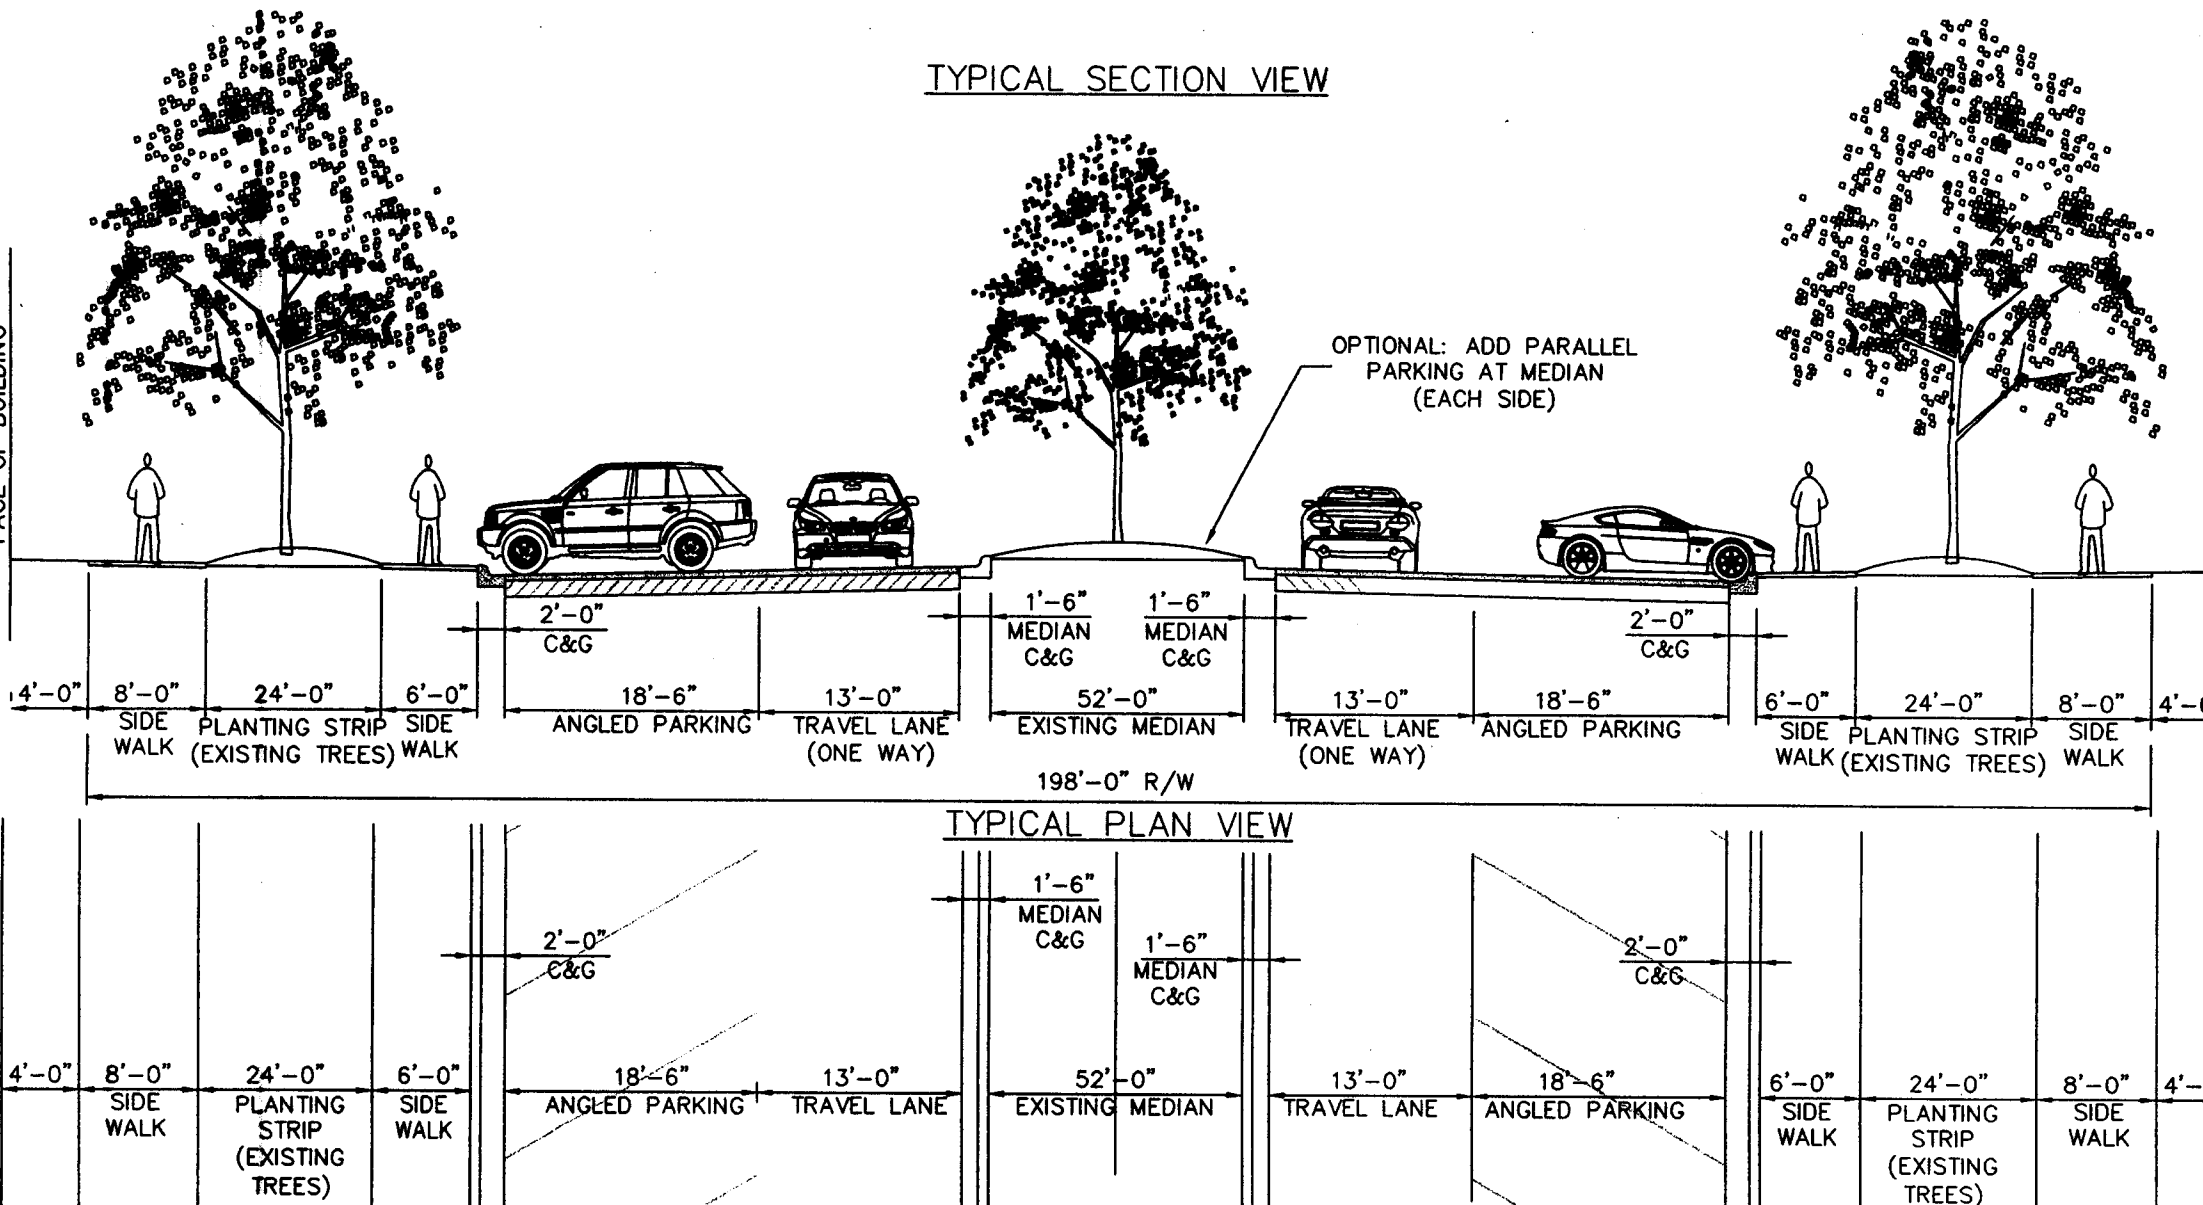 TYPICAL SECTION VIEW
OPTIONAL: ADD PARALLEL
PARKING AT MEDIAN
(EACH SIDE)
BUILDING
2'-0"
C&G
1'-6"
MEDIAN
C&G
1'-6"
MEDIAN
C&G
2'-0"
C&G
4'-0"
8'-0"
SIDE
WALK
24'-0"
PLANTING STRIP
(EXISTING TREES)
6'-0"
SIDE
WALK
18'-6"
ANGLED PARKING
13'-0"
TRAVEL LANE
(ONE WAY)
52'-0"
EXISTING MEDIAN
13'-0"
TRAVEL LANE
(ONE WAY)
18'-6"
ANGLED PARKING
6'-0"
SIDE
WALK
24'-0"
PLANTING STRIP
(EXISTING TREES)
8'-0"
SIDE
WALK
198'-0" R/W
TYPICAL PLAN VIEW
2'-0"
C&G
1'-6"
MEDIAN
C&G
1'-6"
MEDIAN
C&G
2'-0"
C&G
4'-0"
8'-0"
SIDE
WALK
24'-0"
PLANTING
STRIP
(EXISTING
TREES)
6'-0"
SIDE
WALK
18'-6"
ANGLED PARKING
13'-0"
TRAVEL LANE
52'-0"
EXISTING MEDIAN
13'-0"
TRAVEL LANE
18'-6"
ANGLED PARKING
6'-0"
SIDE
WALK
24'-0"
PLANTING
STRIP
(EXISTING
TREES)
8'-0"
SIDE
WALK